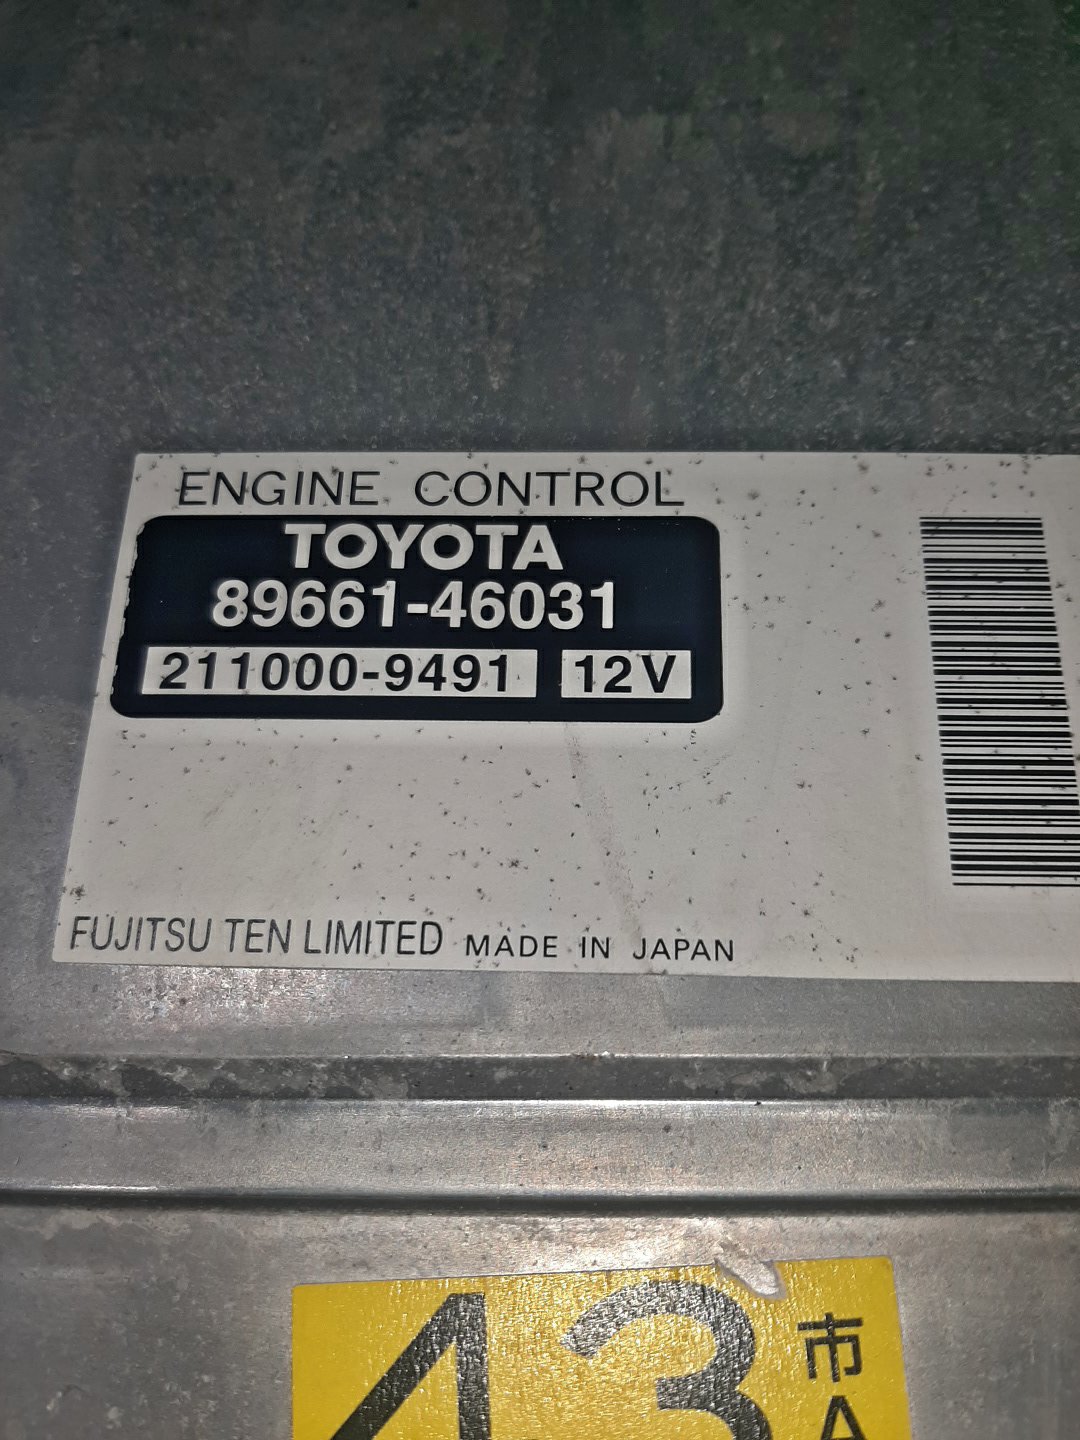 ENGINE CONTROL
TOYOTA
89661-46031
211000-9491 12V
FUJITSU TEN LIMITED MADE IN JAPAN
43 市
A